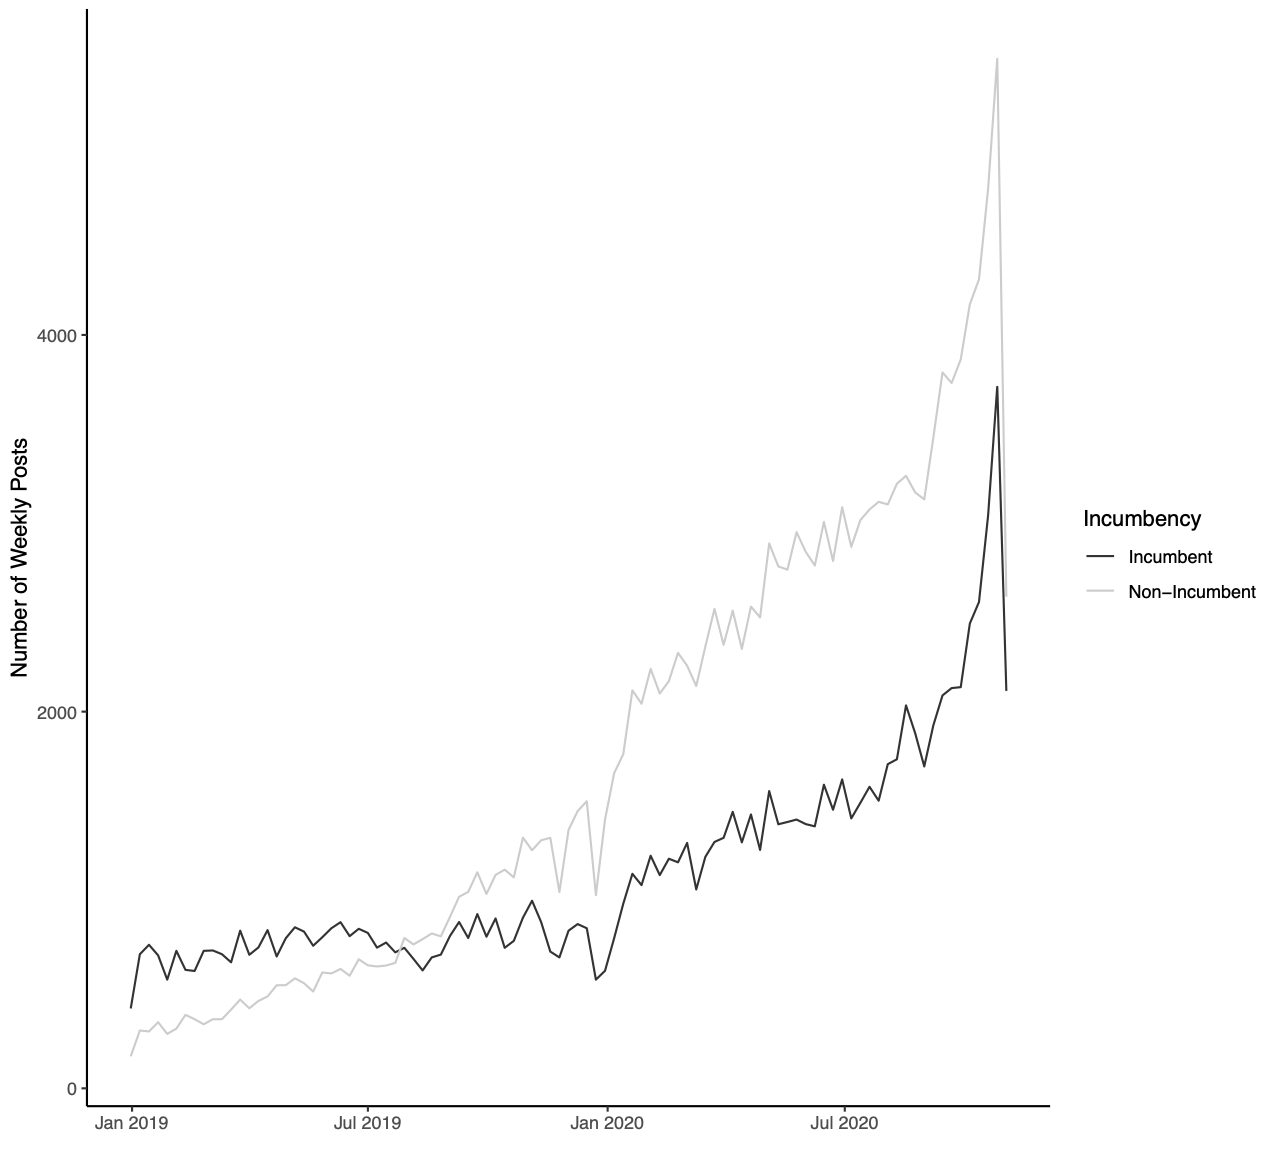 Number of Weekly Posts
4000
2000
0
Jan 2019
Jul 2019
Jan 2020
Jul 2020
Incumbency
Incumbent
Non−Incumbent